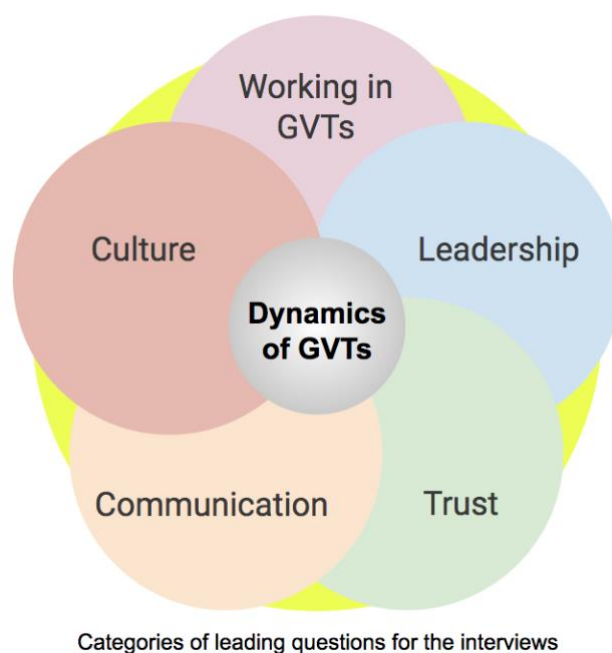 Working in
GVTs
Culture
Leadership
Dynamics
of GVTs
Communication
Trust
Categories of leading questions for the interviews